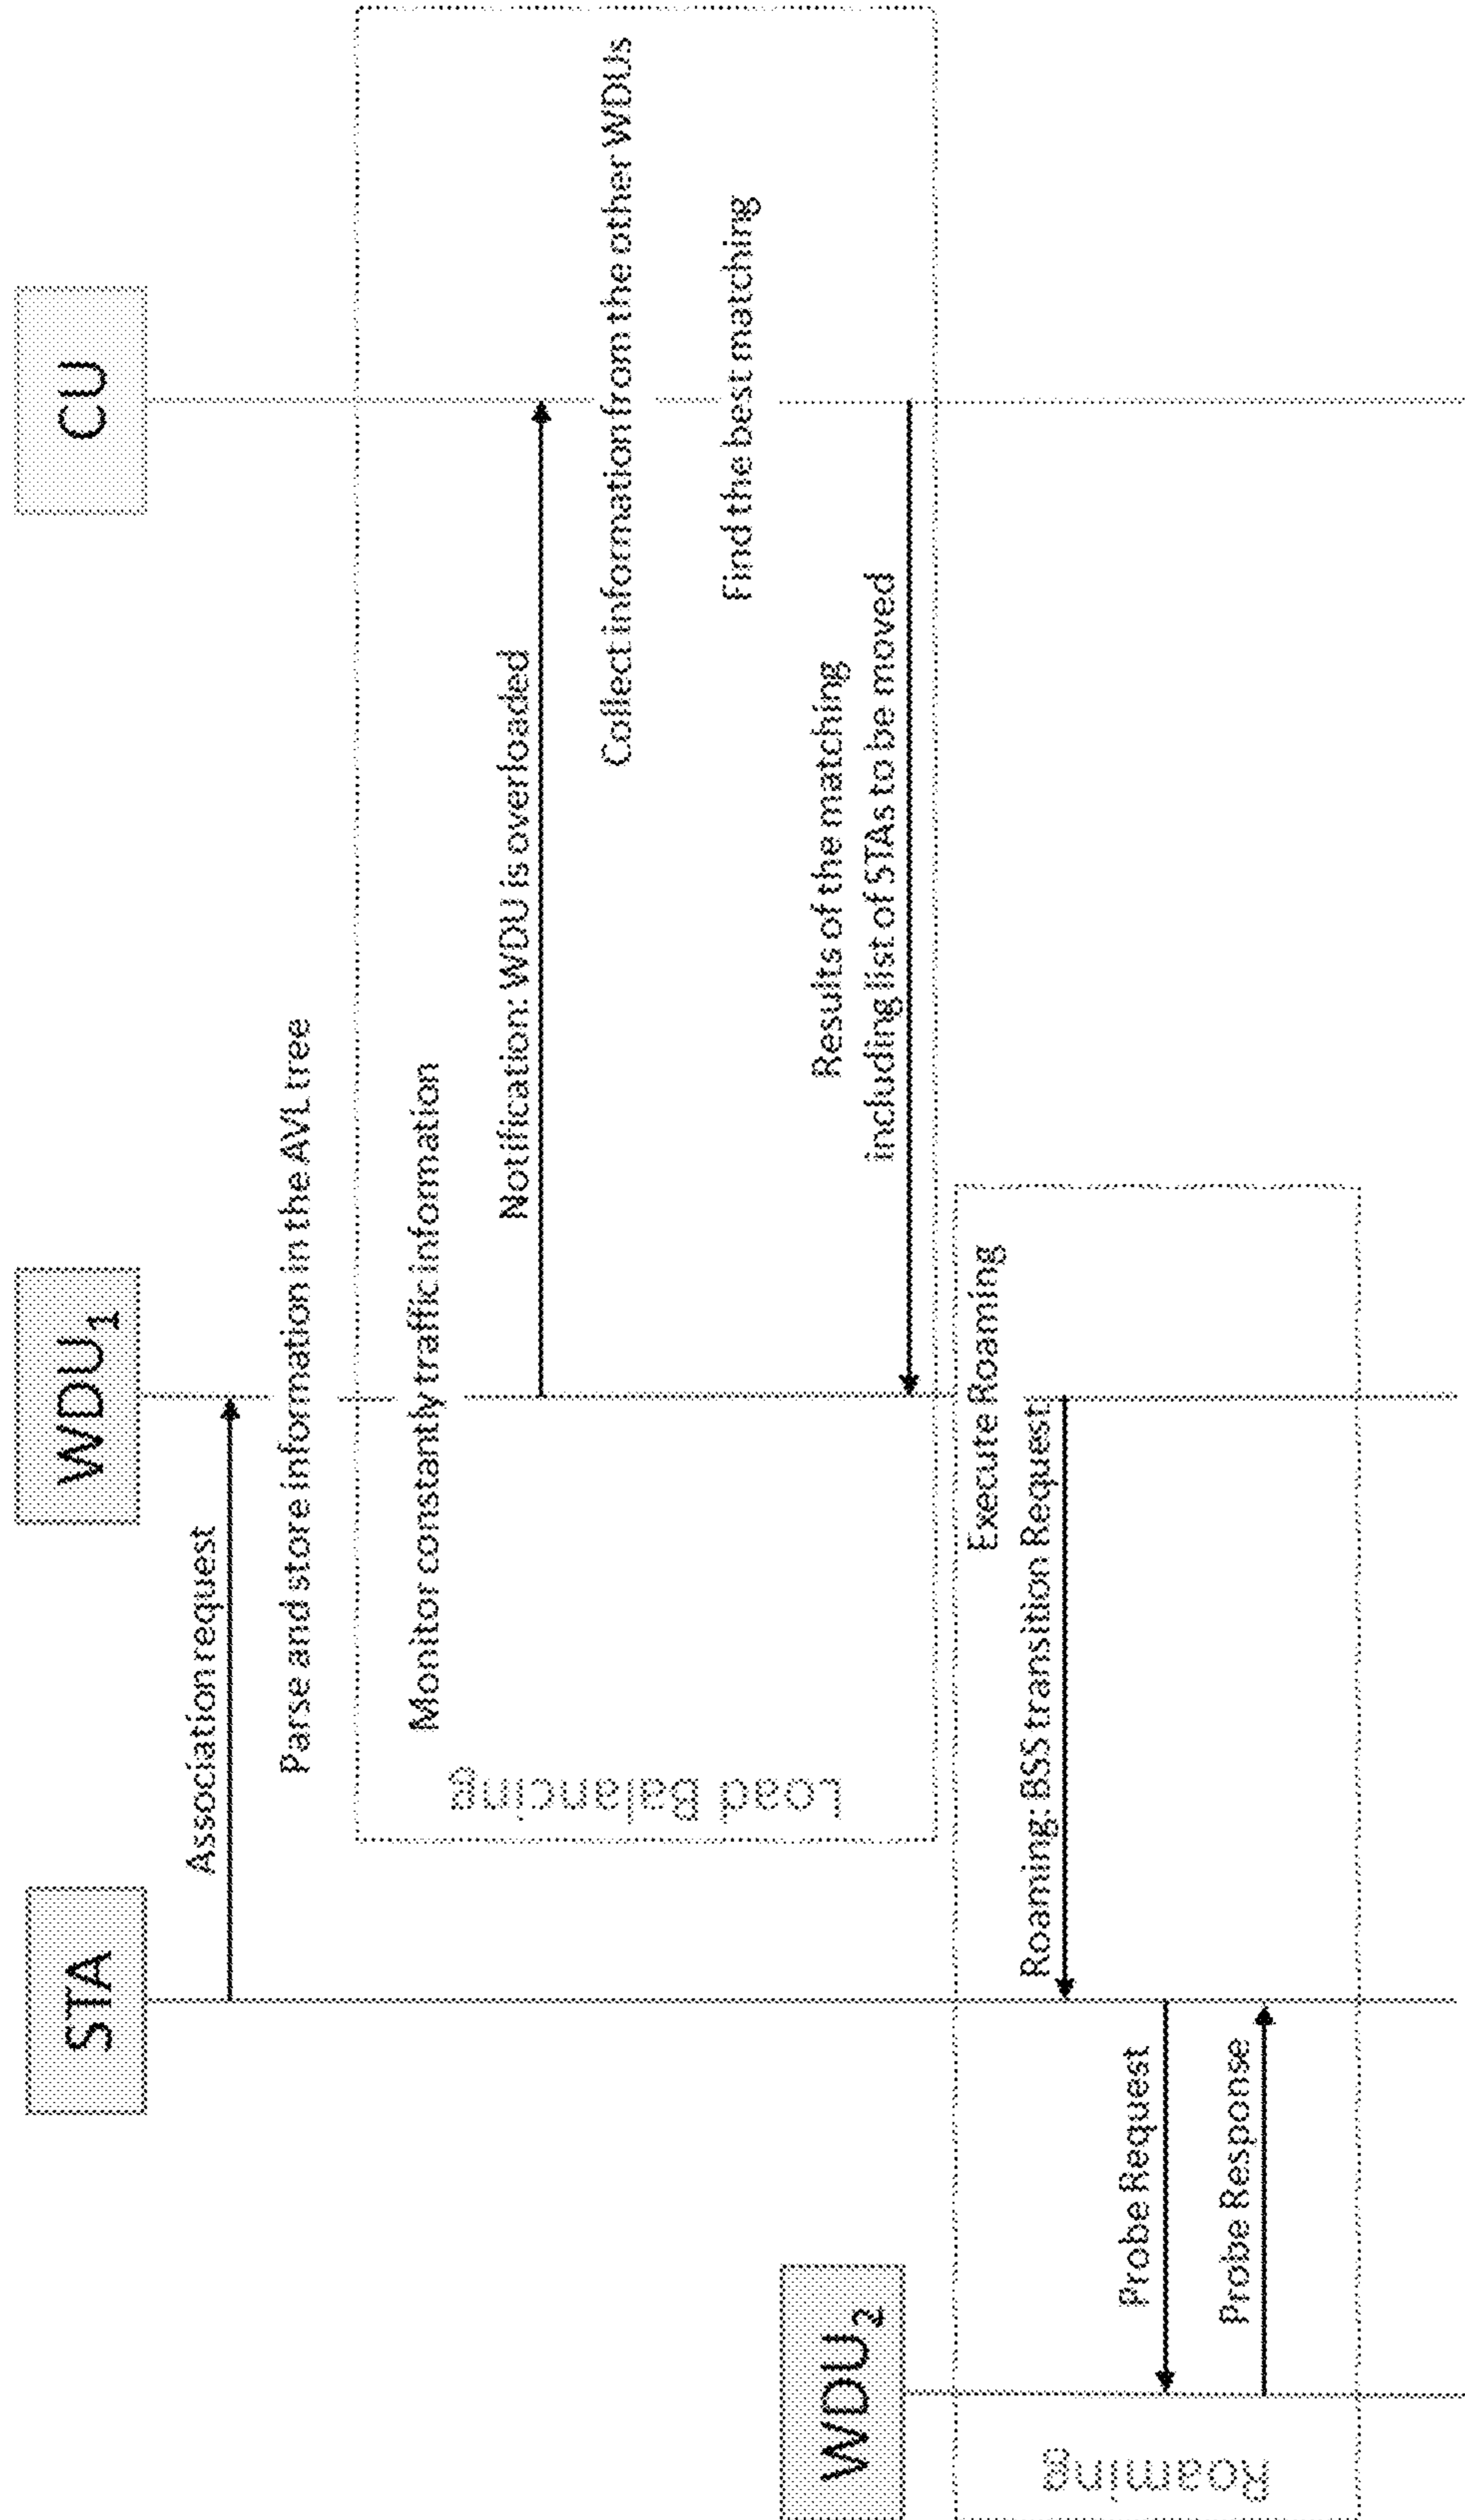 STA
WDU1
CU
Association request
Parse and store information in the AVL tree
Load Balancing
Monitor constantly traffic information
Notification: WDU is overloaded
Collect information from the other WDUs
Find the best matching
Results of the matching
including list of STAs to be moved
WDU2
Roaming
Execute Roaming
Roaming: BSS transition Request
Probe Request
Probe Response